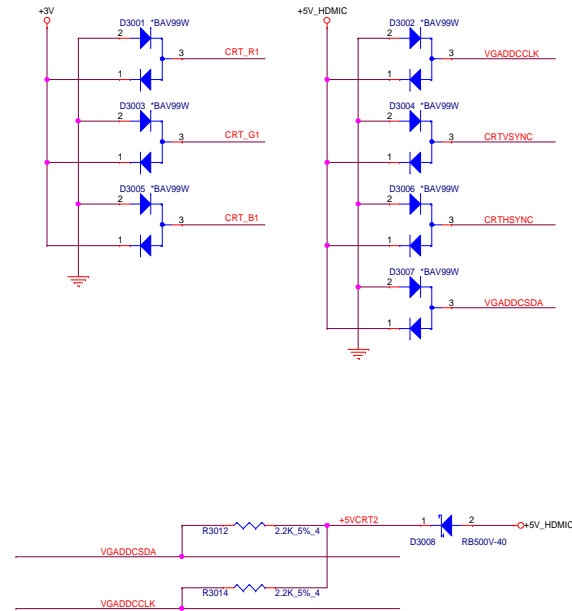 +3V
D3001 *BAV99W
2
3
CRT_R1
1
D3003 *BAV99W
2
3
CRT_G1
1
D3005 *BAV99W
2
3
CRT_B1
1
+5V_HDMIC
D3002 *BAV99W
2
3
VGADDCCLK
1
D3004 *BAV99W
2
3
CRTVSYNC
1
D3006 *BAV99W
2
3
CRTHSYNC
1
D3007 *BAV99W
2
3
VGADDCSDA
1
+5VCRT2
1
2
+5V_HDMIC
R3012
2.2K_5%_4
D3008
RB500V-40
VGADDCSDA
R3014
2.2K_5%_4
VGADDCCLK